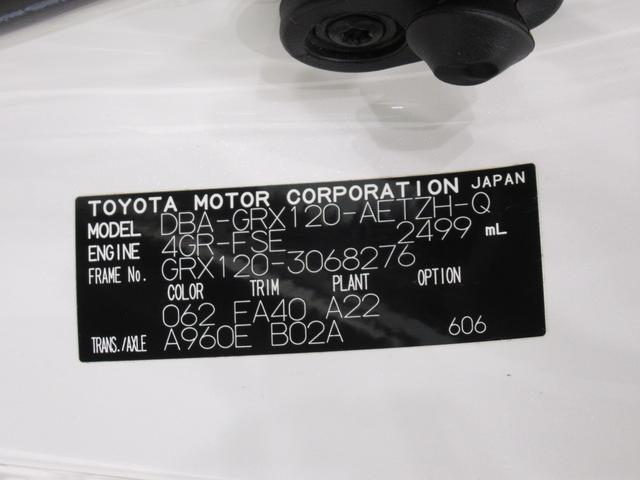 TOYOTA MOTOR CORPORATION JAPAN
MODEL DBA-GRX120-AETZH-Q
ENGINE 4GR-FSE 2499 mL
FRAME No. GRX120-3068276
COLOR TRIM PLANT OPTION
062 FA40 A22
TRANS./AXLE A960E B02A 606